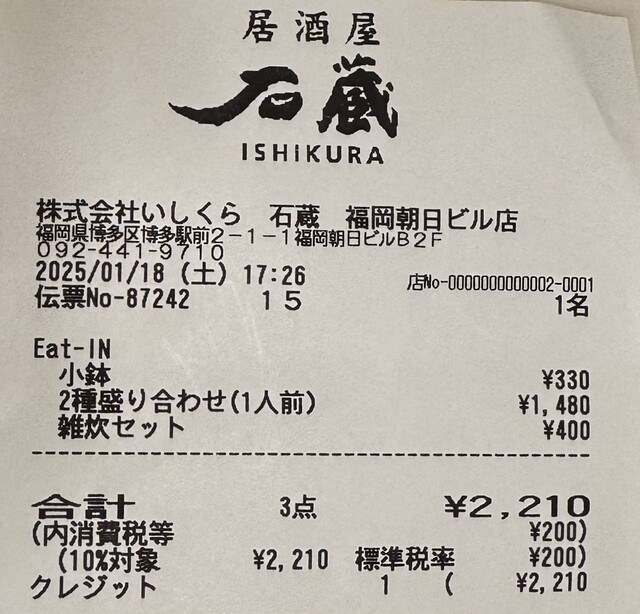 居酒屋
石蔵
ISHIKURA
株式会社いしくら 石蔵 福岡朝日ビル店
福岡県博多区博多駅前2-1-1福岡朝日ビルB2F
092-441-9710
2025/01/18 (土) 17:26 店No-0000000000002-0001
伝票No-87242 15 1名
Eat-IN
小鉢 ¥330
2種盛り合わせ(1人前) ¥1,480
雑炊セット ¥400
合計 3点 ¥2,210
(内消費税等 ¥200)
(10%対象 ¥2,210 標準税率 ¥200)
クレジット 1 ( ¥2,210